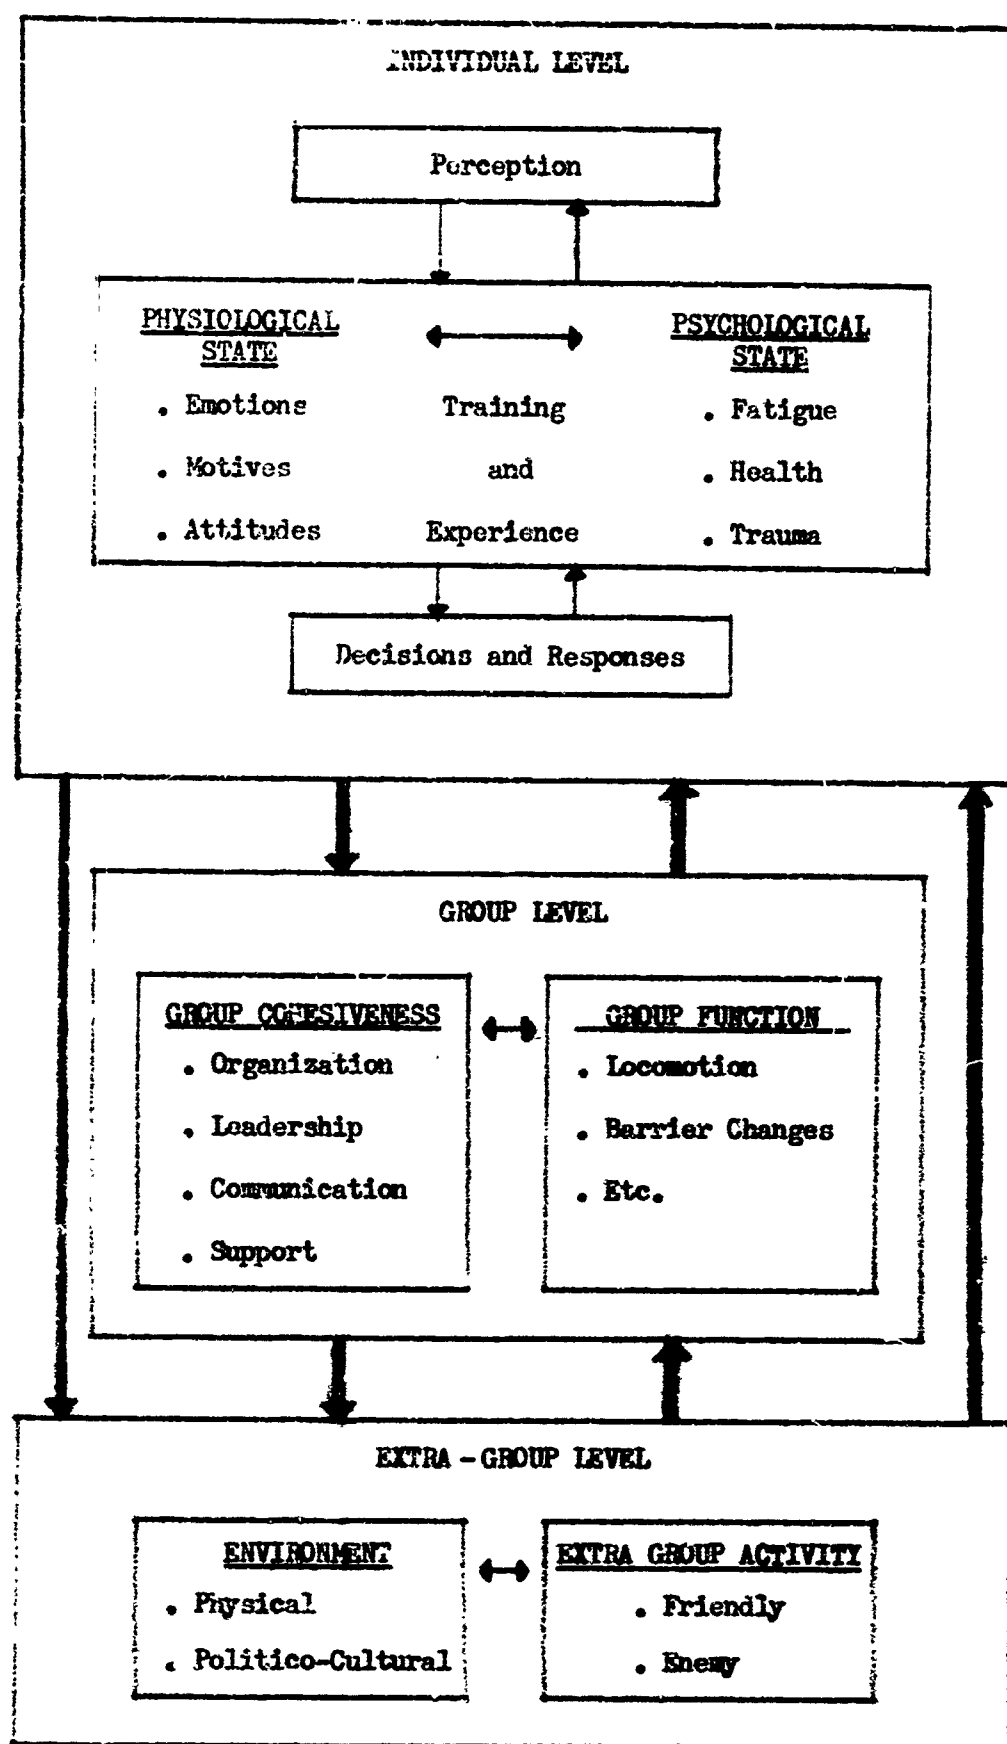 INDIVIDUAL LEVEL
Perception
PHYSIOLOGICAL
STATE
. Emotions
. Motives
. Attitudes
Training
and
Experience
PSYCHOLOGICAL
STATE
. Fatigue
. Health
. Trauma
Decisions and Responses
GROUP LEVEL
GROUP COHESIVENESS
. Organization
. Leadership
. Communication
. Support
GROUP FUNCTION
. Locomotion
. Barrier Changes
. Etc.
EXTRA-GROUP LEVEL
ENVIRONMENT
. Physical
. Politico-Cultural
EXTRA GROUP ACTIVITY
. Friendly
. Enemy